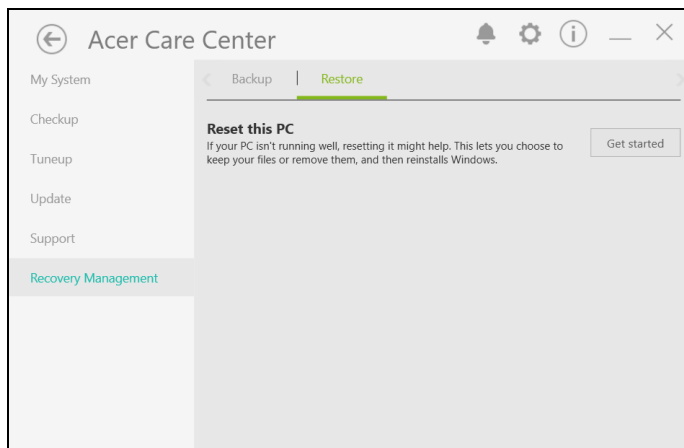 Acer Care Center
My System
Checkup
Tuneup
Update
Support
Recovery Management
Backup
Restore
Reset this PC
If your PC isn't running well, resetting it might help. This lets you choose to
keep your files or remove them, and then reinstalls Windows.
Get started